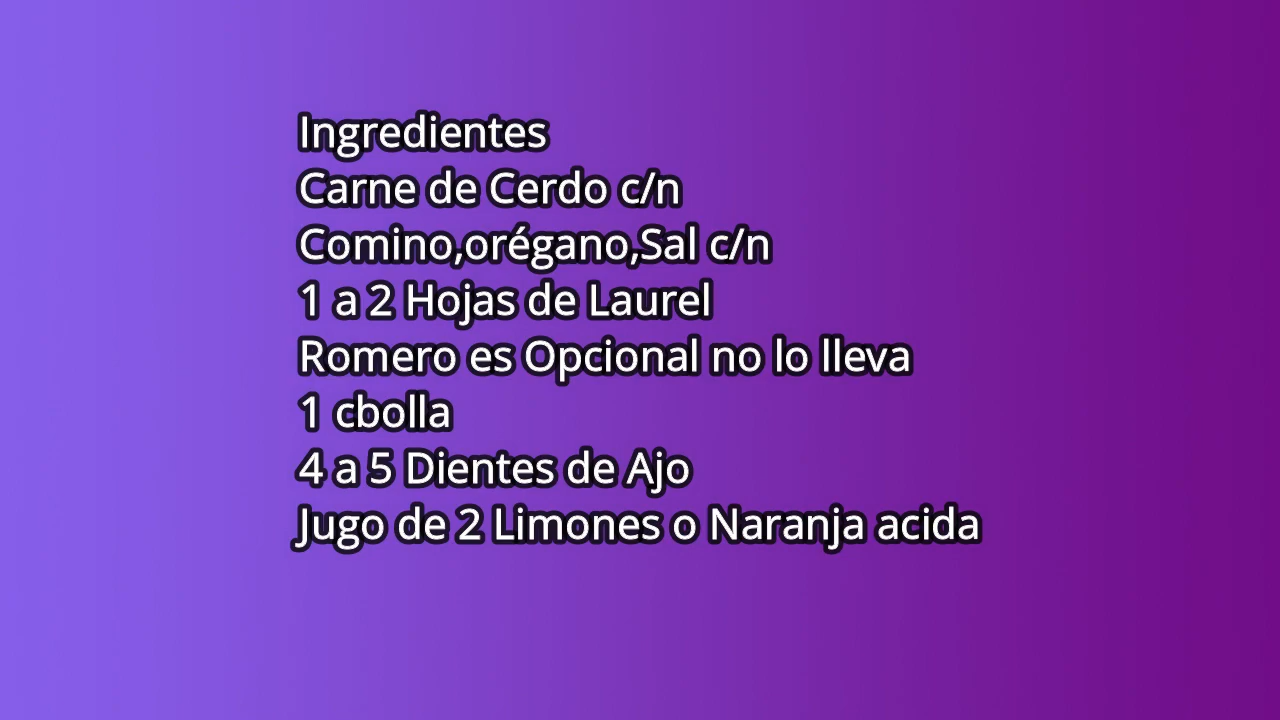 Ingredientes
Carne de Cerdo c/n
Comino,orégano,Sal c/n
1 a 2 Hojas de Laurel
Romero es Opcional no lo lleva
1 cbolla
4 a 5 Dientes de Ajo
Jugo de 2 Limones o Naranja acida